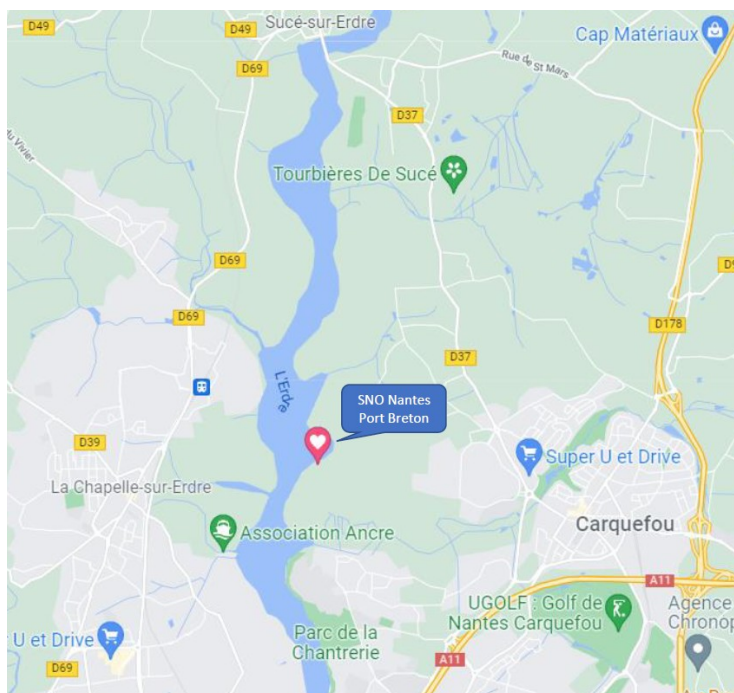 Sucé-sur-Erdre
D49
D49
Cap Matériaux
Rue de St Mars
D69
D37
du Vivier
Tourbières De Sucé
D69
D9
D69
D178
D37
L'Erdre
SNO Nantes
Port Breton
D39
Super U et Drive
La Chapelle-sur-Erdre
Carquefou
Association Ancre
A11
UGOLF : Golf de
Nantes Carquefou
Agence
Chronop
Parc de la
Chantrerie
U et Drive
A11
D69